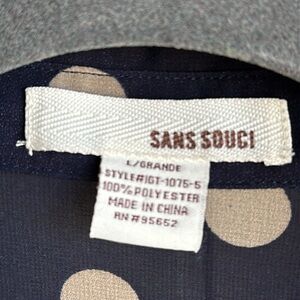 SANS SOUCI
L/GRANDE
STYLE#IGT-1075-5
100% POLYESTER
MADE IN CHINA
RN#95652